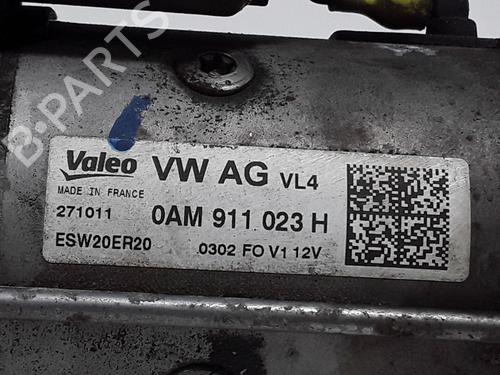 B-PARTS
Valeo VW AG VL4
MADE IN FRANCE
271011 0AM 911 023 H
ESW20ER20 0302 FO V1 12V